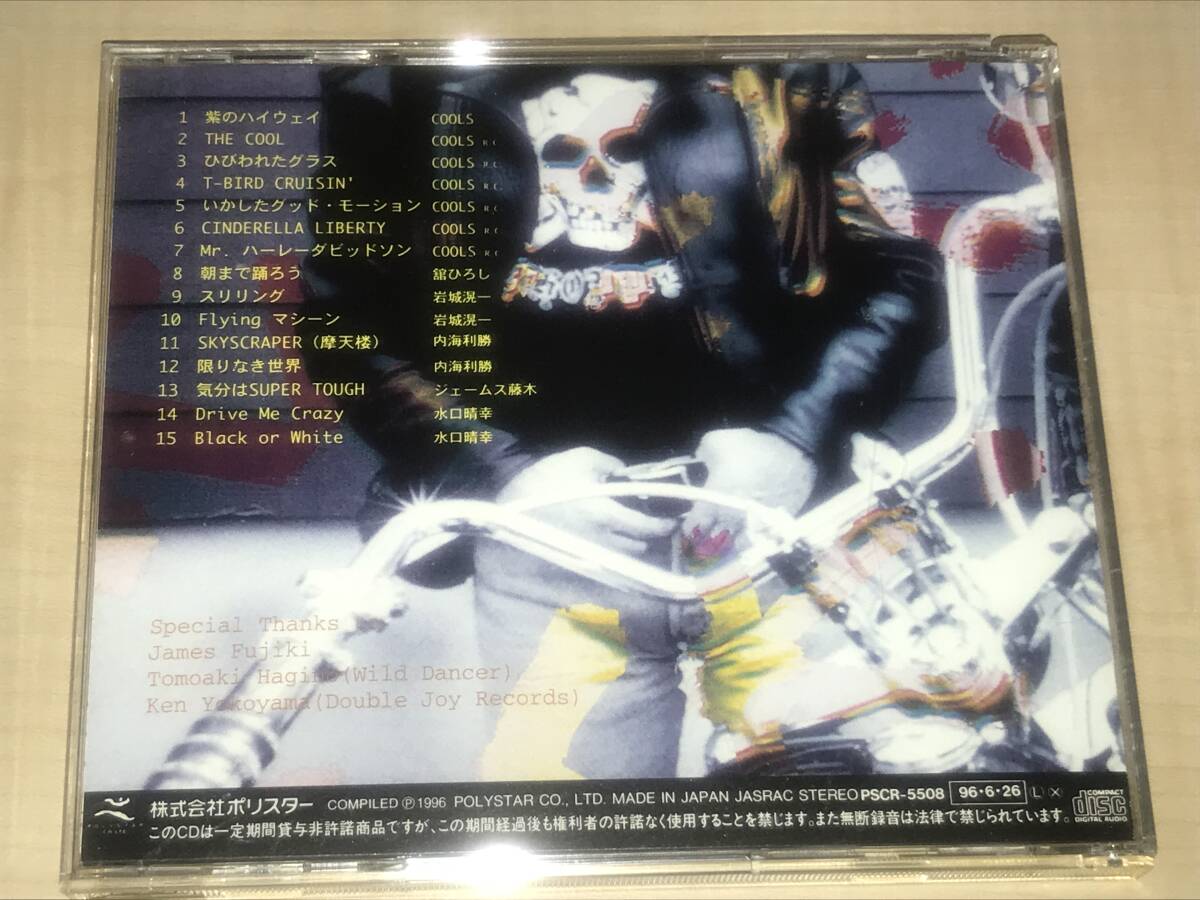 1 紫のハイウェイ COOLS
2 THE COOL COOLS R.C
3 ひびわれたグラス COOLS R.C
4 T-BIRD CRUISIN' COOLS R.C.
5 いかしたグッド・モーション COOLS R.C
6 CINDERELLA LIBERTY COOLS R.C
7 Mr. ハーレーダビッドソン COOLS R.C
8 朝まで踊ろう 舘ひろし
9 スリリング 岩城滉一
10 Flying マシーン 岩城滉一
11 SKYSCRAPER (摩天楼) 内海利勝
12 限りなき世界 内海利勝
13 気分はSUPER TOUGH ジェームス藤木
14 Drive Me Crazy 水口晴幸
15 Black or White 水口晴幸
Special Thanks
James Fujiki
Tomoaki Hagino(Wild Dancer)
Ken Yokoyama(Double Joy Records)
株式会社ポリスター COMPILED Ⓟ1996 POLYSTAR CO., LTD. MADE IN JAPAN JASRAC STEREO PSCR-5508 96・6・26 L X
POLYSTAR
COMPACT disc DIGITAL AUDIO
このCDは一定期間貸与非許諾商品ですが、この期間経過後も権利者の許諾なく使用することを禁じます。また無断録音は法律で禁じられています。